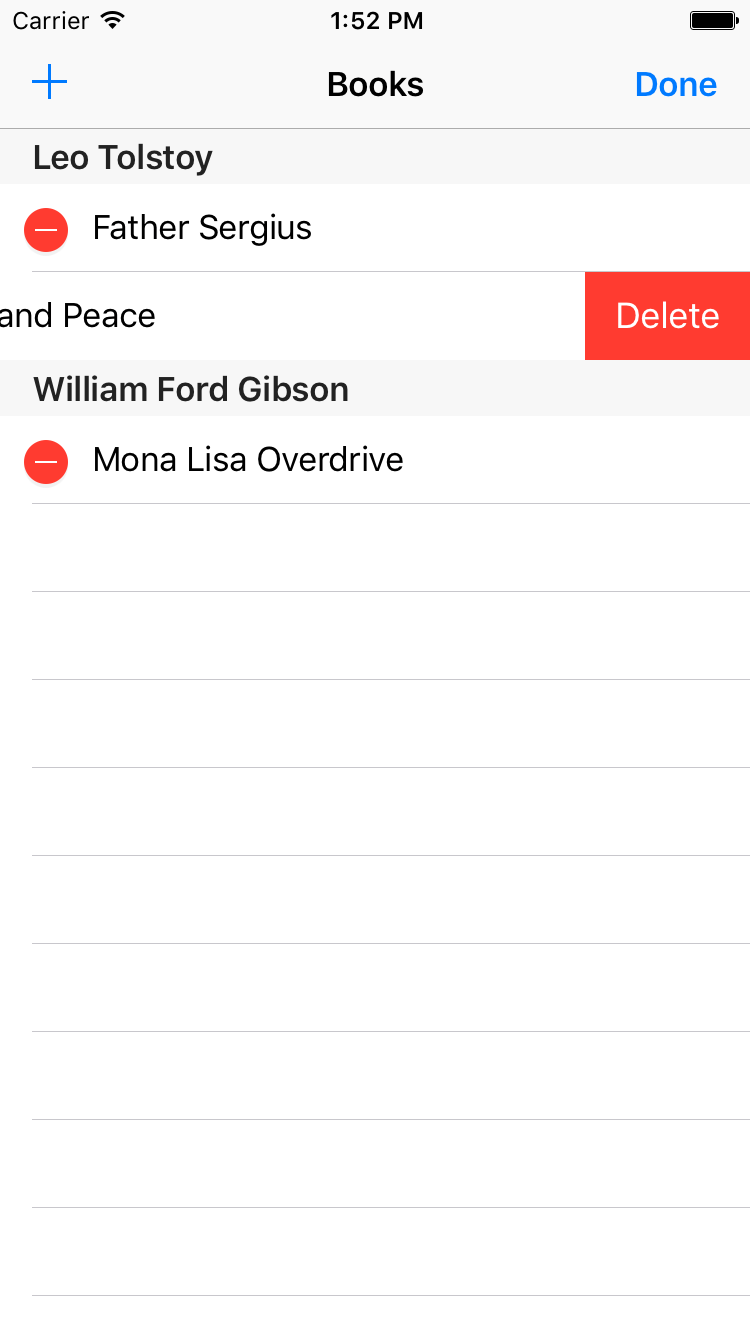 Carrier 1:52 PM
Books Done
Leo Tolstoy
Father Sergius
and Peace Delete
William Ford Gibson
Mona Lisa Overdrive